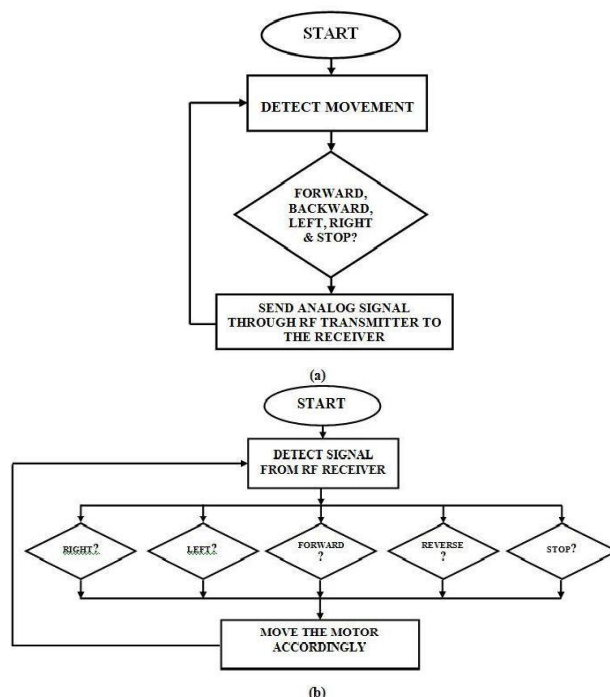 START
DETECT MOVEMENT
FORWARD,
BACKWARD,
LEFT, RIGHT
& STOP?
SEND ANALOG SIGNAL
THROUGH RF TRANSMITTER TO
THE RECEIVER
(a)
START
DETECT SIGNAL
FROM RF RECEIVER
RIGHT?
LEFT?
FORWARD
?
REVERSE
?
STOP?
MOVE THE MOTOR
ACCORDINGLY
(b)